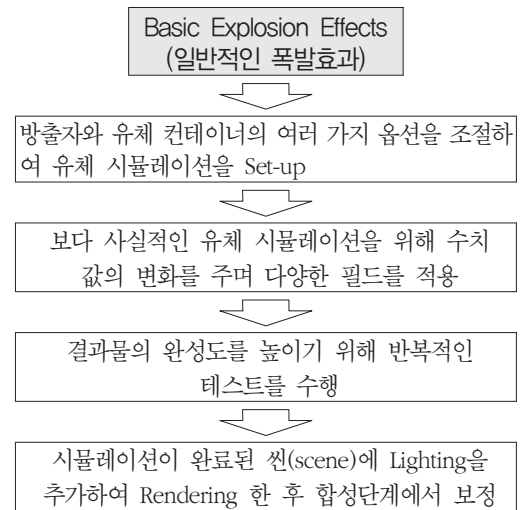 Basic Explosion Effects
(일반적인 폭발효과)
방출자와 유체 컨테이너의 여러 가지 옵션을 조절하
여 유체 시뮬레이션을 Set-up
보다 사실적인 유체 시뮬레이션을 위해 수치
값의 변화를 주며 다양한 필드를 적용
결과물의 완성도를 높이기 위해 반복적인
테스트를 수행
시뮬레이션이 완료된 씬(scene)에 Lighting을
추가하여 Rendering 한 후 합성단계에서 보정